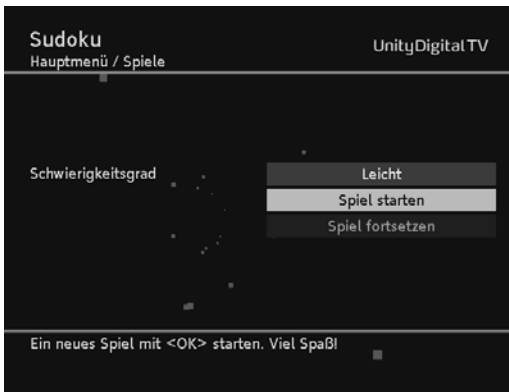 Sudoku
UnityDigitalTV
Hauptmenü / Spiele
Schwierigkeitsgrad
Leicht
Spiel starten
Spiel fortsetzen
Ein neues Spiel mit <OK> starten. Viel Spaß!